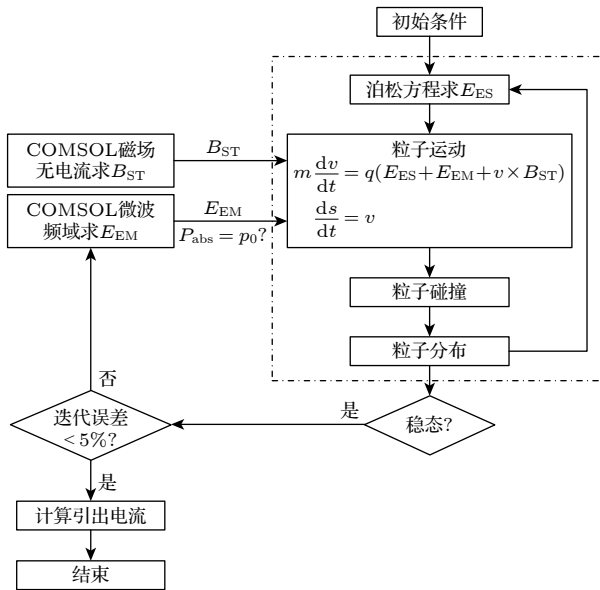 初始条件
泊松方程求E_ES
COMSOL磁场
无电流求B_ST
B_ST
粒子运动
m dv/dt = q(E_ES+E_EM+v×B_ST)
ds/dt = v
COMSOL微波
频域求E_EM
E_EM
P_abs = p_0?
粒子碰撞
粒子分布
否
迭代误差
< 5%?
是
稳态?
是
计算引出电流
结束